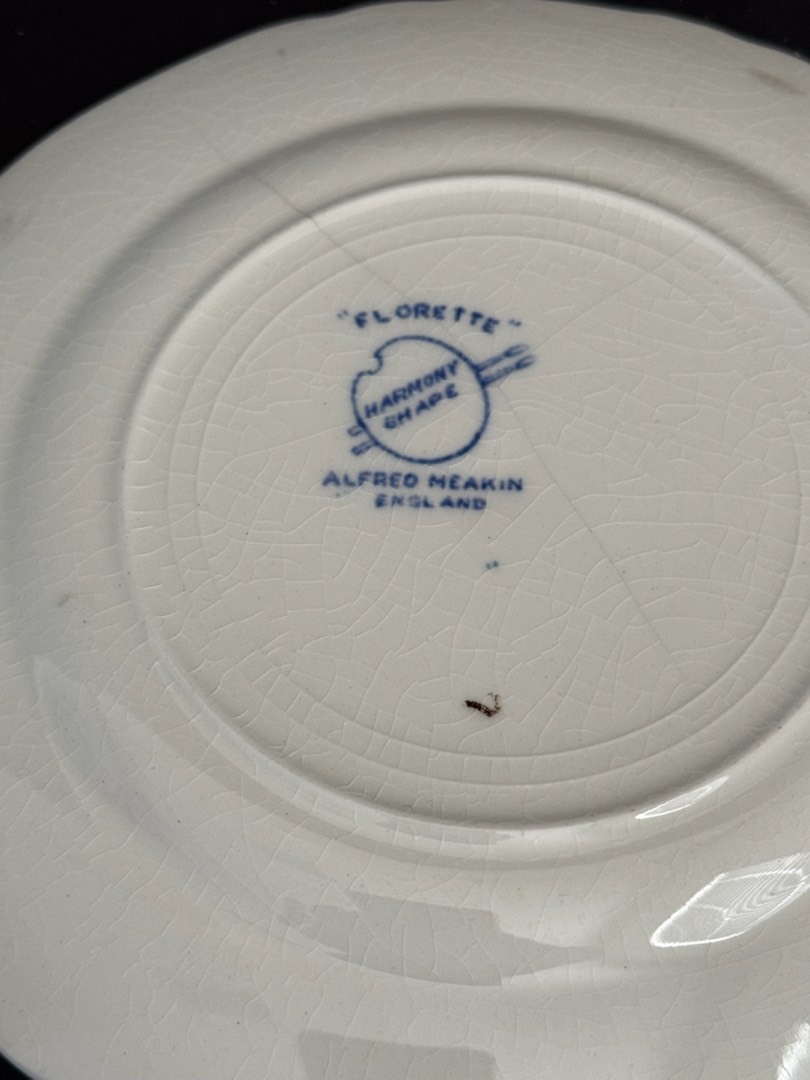 "FLORETTE"
HARMONY
SHAPE
ALFRED MEAKIN
ENGLAND